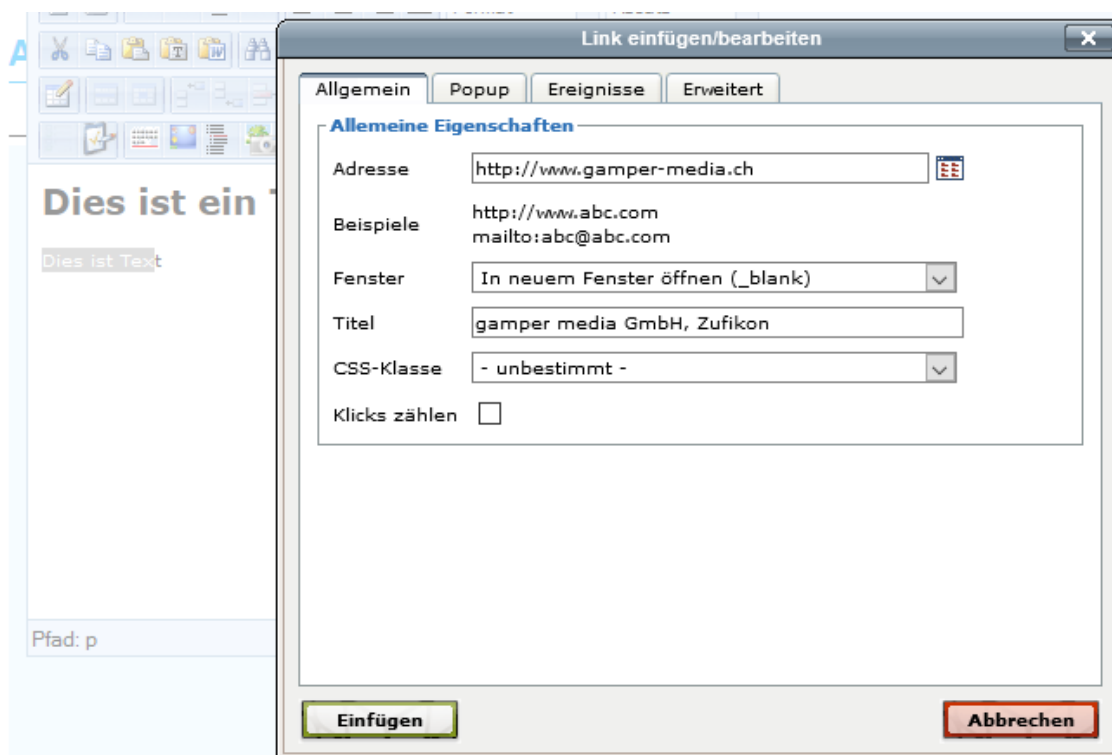 Link einfügen/bearbeiten
Allgemein Popup Ereignisse Erweitert
Allemeine Eigenschaften
Adresse http://www.gamper-media.ch
Beispiele http://www.abc.com
mailto:abc@abc.com
Fenster In neuem Fenster öffnen (_blank)
Titel gamper media GmbH, Zufikon
CSS-Klasse - unbestimmt -
Klicks zählen
Einfügen Abbrechen
Dies ist ein
Dies ist Text
Pfad: p